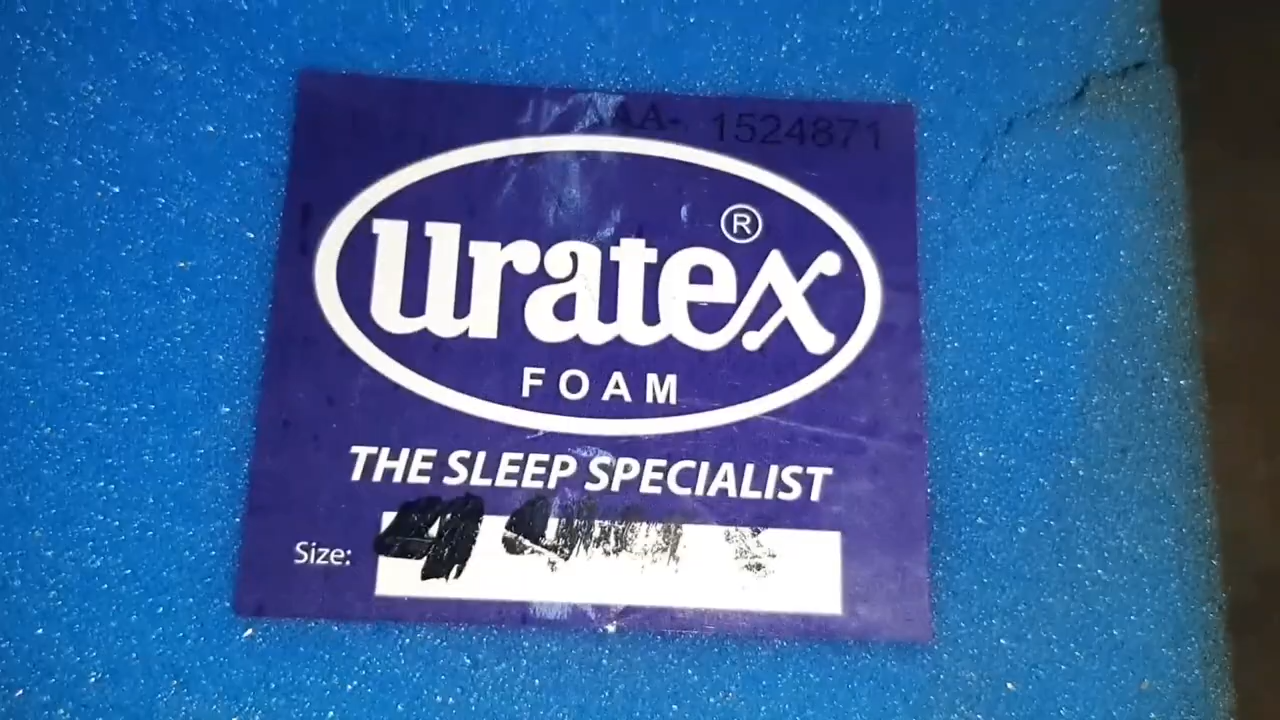 AA- 1524871
uratex ®
FOAM
THE SLEEP SPECIALIST
Size: